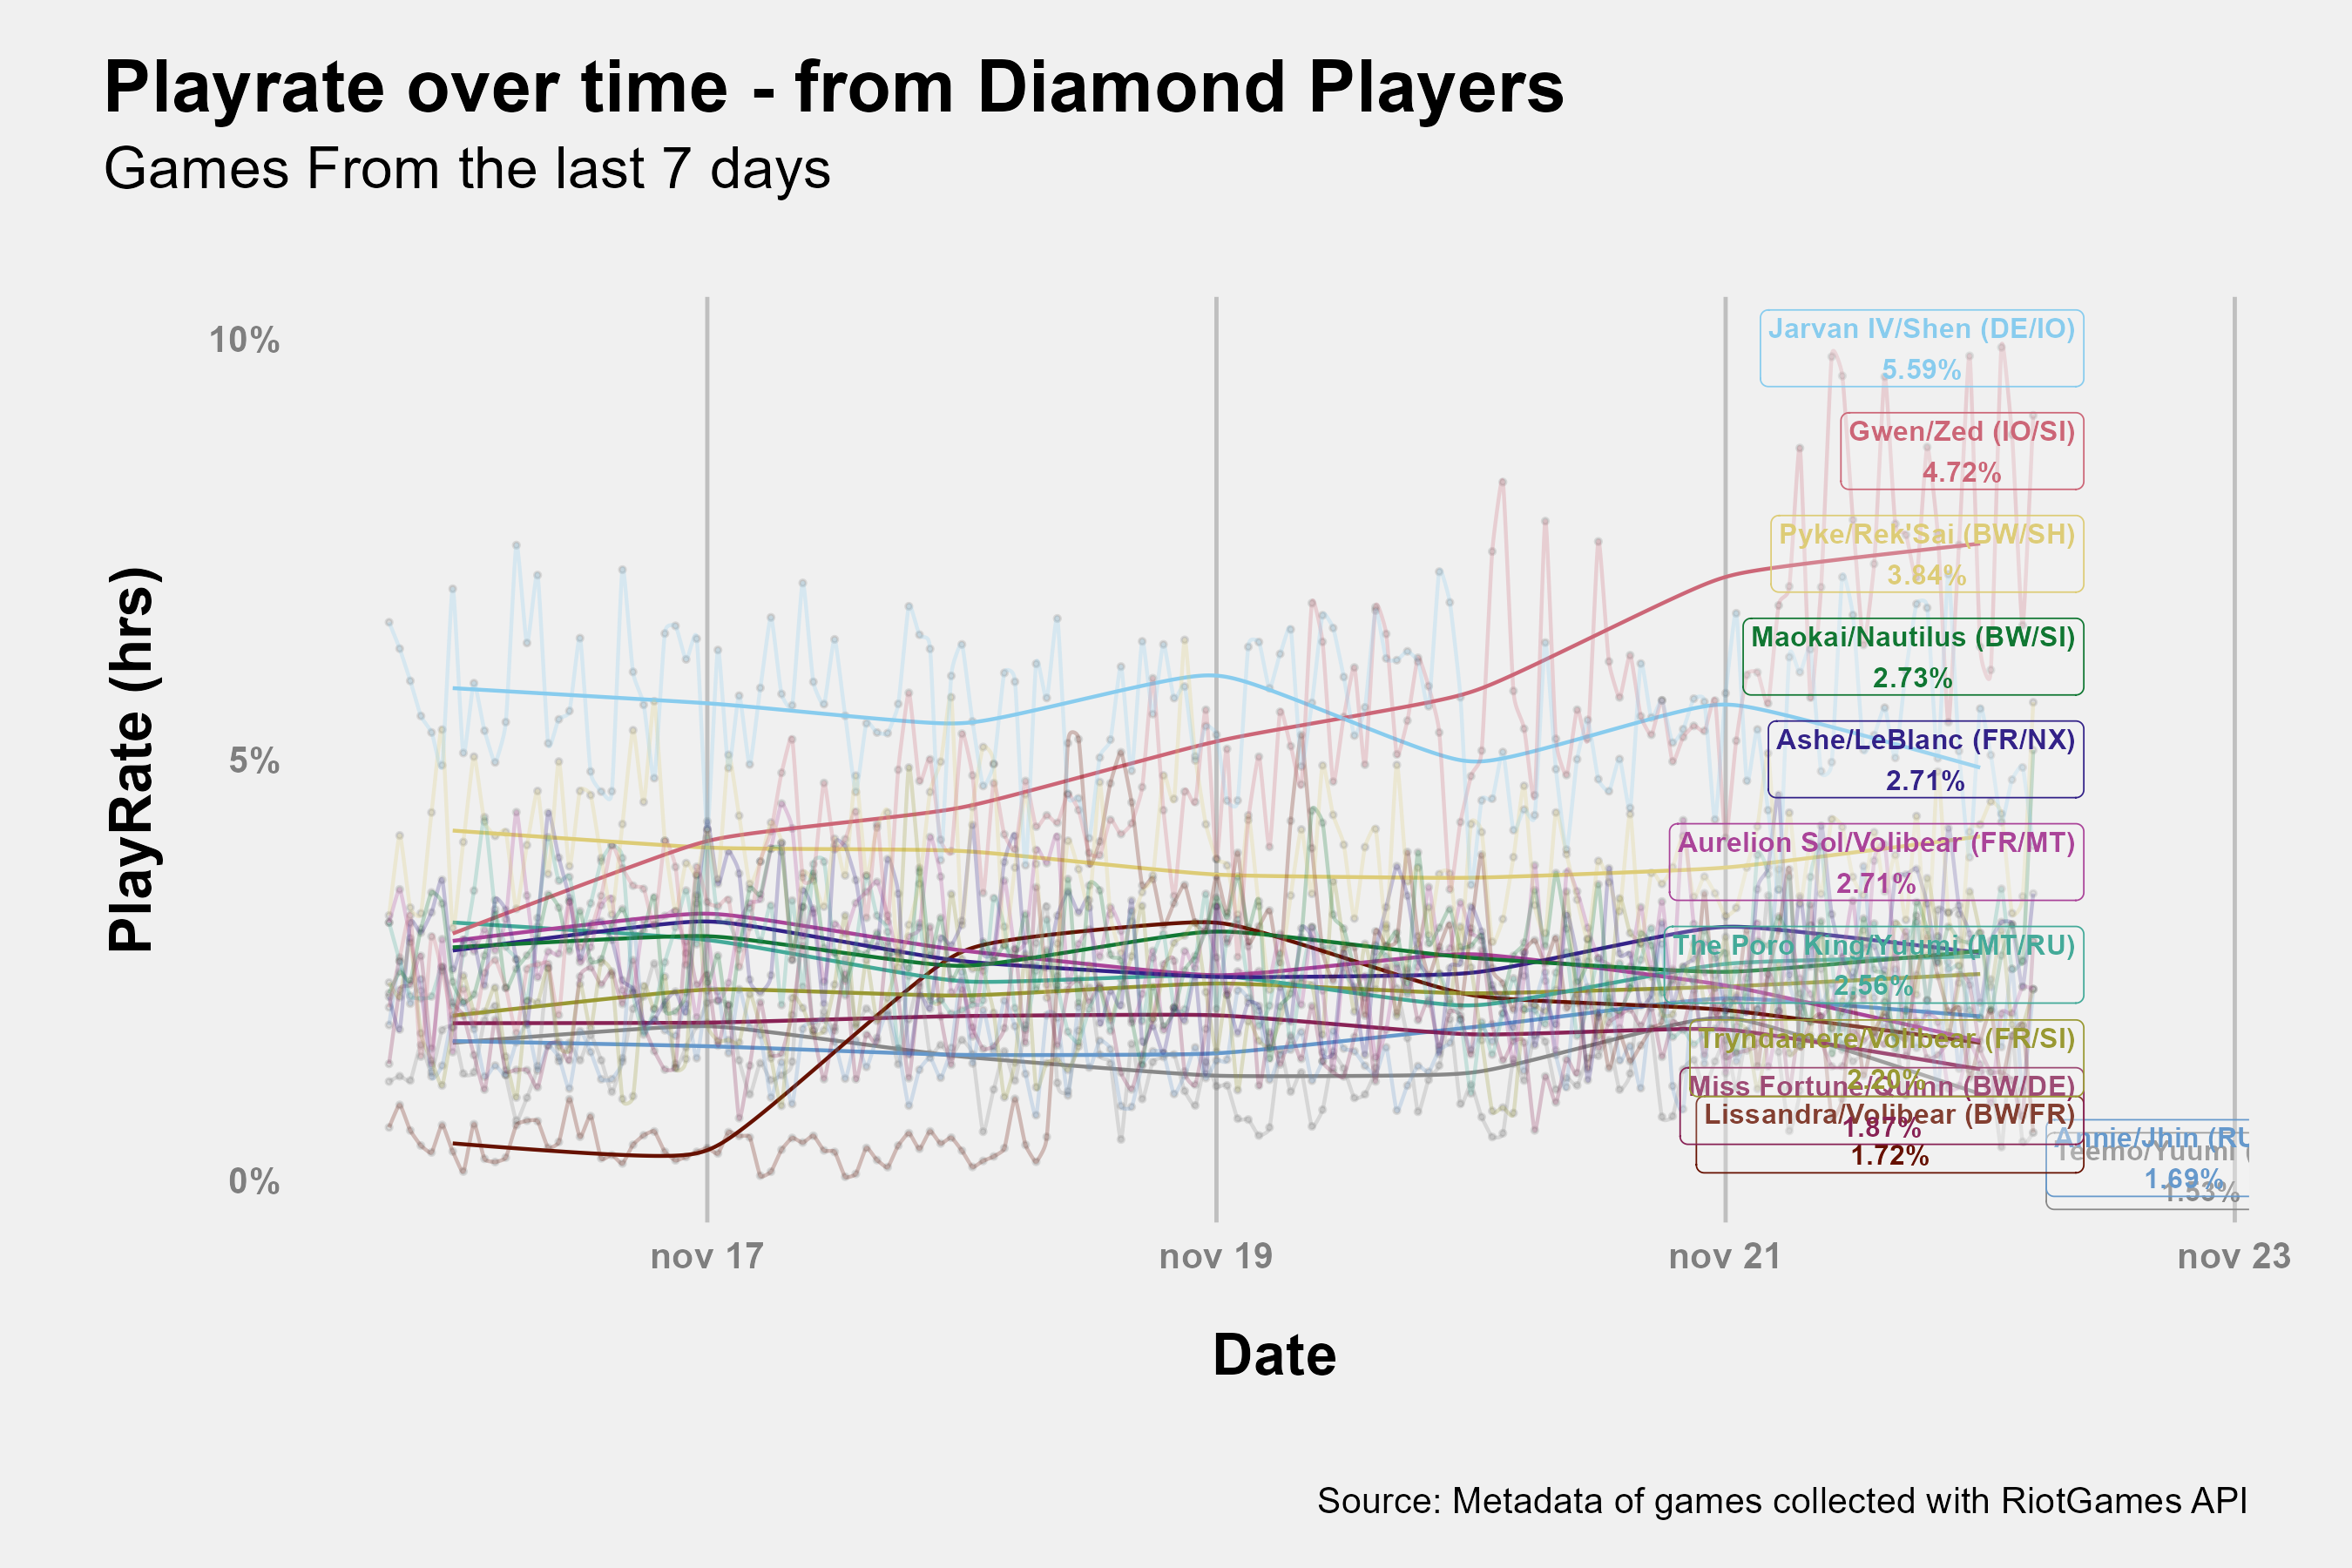 Playrate over time - from Diamond Players
Games From the last 7 days
PlayRate (hrs)
10%
5%
0%
Jarvan IV/Shen (DE/IO)
5.59%
Gwen/Zed (IO/SI)
4.72%
Pyke/Rek'Sai (BW/SH)
3.84%
Maokai/Nautilus (BW/SI)
2.73%
Ashe/LeBlanc (FR/NX)
2.71%
Aurelion Sol/Volibear (FR/MT)
2.71%
The Poro King/Yuumi (MT/RU)
2.56%
Tryndamere/Volibear (FR/SI)
2.20%
Miss Fortune/Quinn (BW/DE)
1.87%
Lissandra/Volibear (BW/FR)
1.72%
Annie/Jhin (RU
1.69%
Teemo/Yuumi (
1.53%
nov 17
nov 19
nov 21
nov 23
Date
Source: Metadata of games collected with RiotGames API